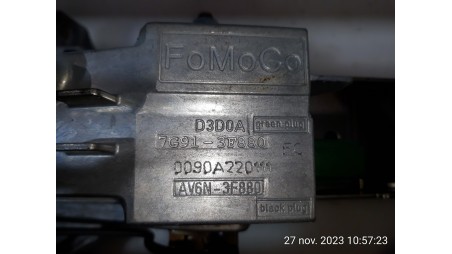 FoMoCo
D3D0A green plug
7G91-3F880 EC
0090A220
AV6N-3F880
black plug
27 nov. 2023 10:57:23